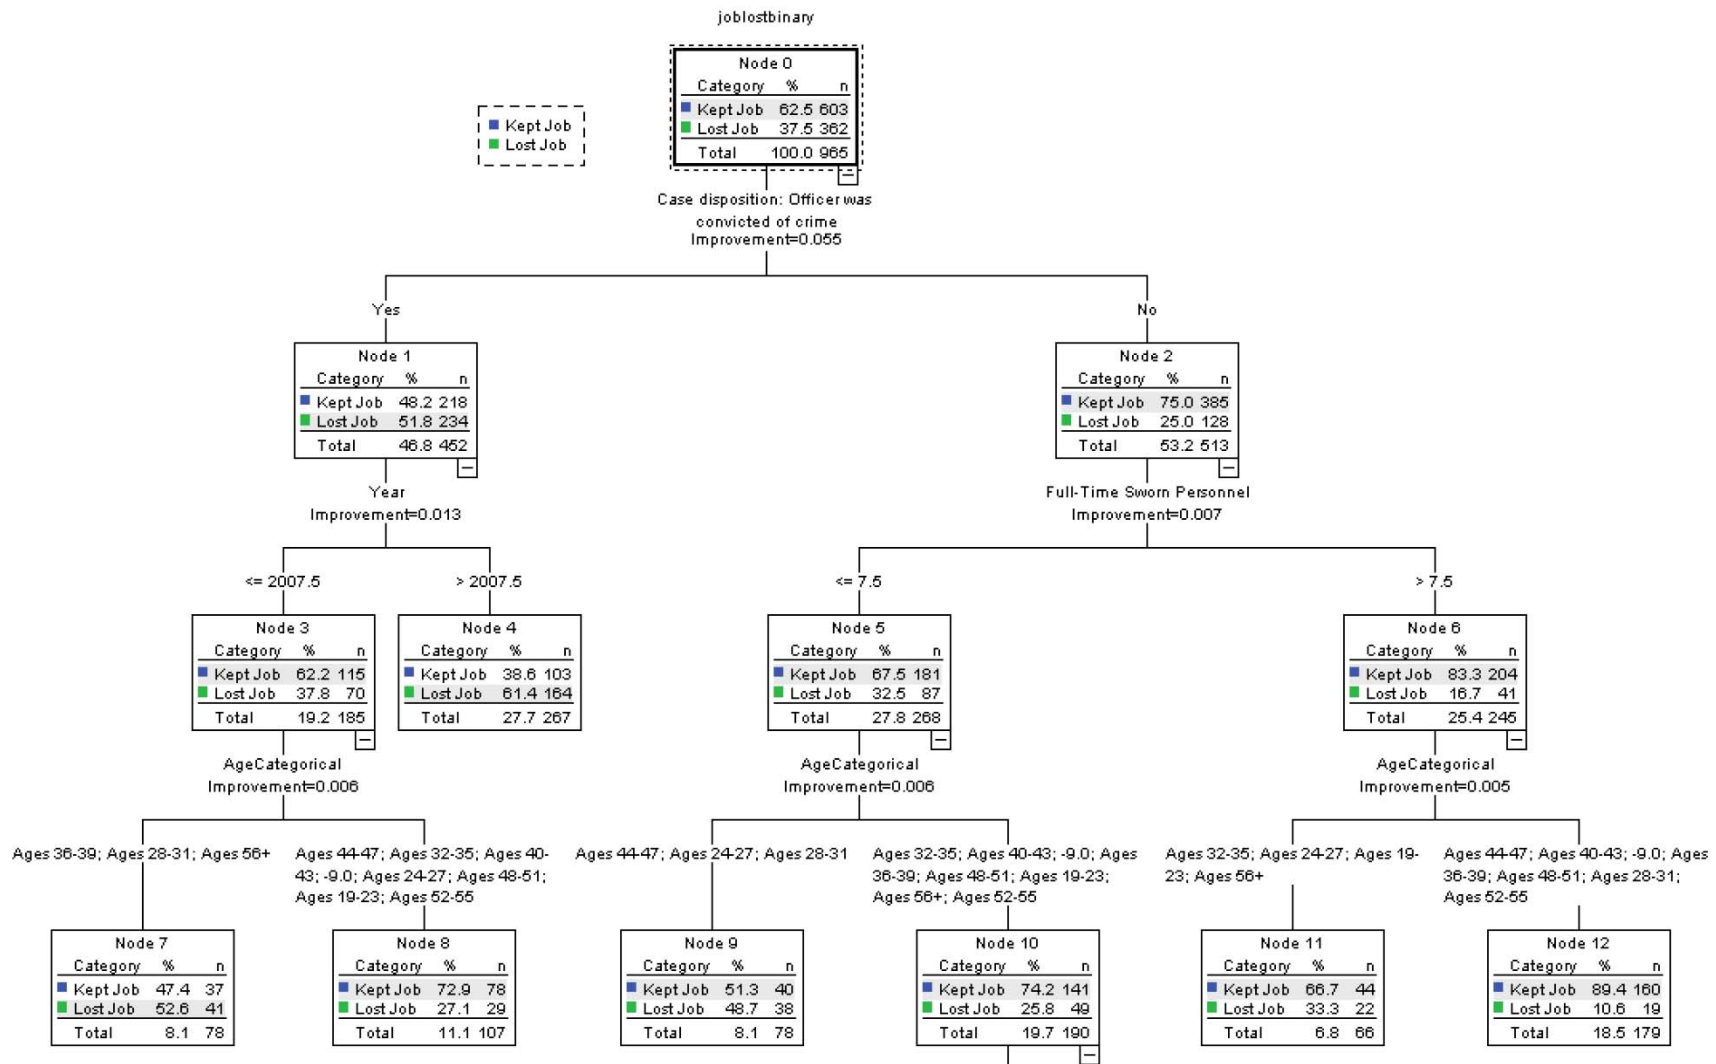 joblostbinary
Node 0
Category % n
Kept Job 62.5 603
Lost Job 37.5 362
Total 100.0 965
Kept Job
Lost Job
Case disposition: Officer was
convicted of crime
Improvement=0.055
Yes
No
Node 1
Category % n
Kept Job 48.2 218
Lost Job 51.8 234
Total 46.8 452
Node 2
Category % n
Kept Job 75.0 385
Lost Job 25.0 128
Total 53.2 513
Year
Improvement=0.013
Full-Time Sworn Personnel
Improvement=0.007
<= 2007.5
> 2007.5
<= 7.5
> 7.5
Node 3
Category % n
Kept Job 62.2 115
Lost Job 37.8 70
Total 19.2 185
Node 4
Category % n
Kept Job 38.6 103
Lost Job 61.4 164
Total 27.7 267
Node 5
Category % n
Kept Job 67.5 181
Lost Job 32.5 87
Total 27.8 268
Node 6
Category % n
Kept Job 83.3 204
Lost Job 16.7 41
Total 25.4 245
AgeCategorical
Improvement=0.006
AgeCategorical
Improvement=0.006
AgeCategorical
Improvement=0.005
Ages 36-39; Ages 28-31; Ages 56+
Ages 44-47; Ages 32-35; Ages 40-
43; -9.0; Ages 24-27; Ages 48-51;
Ages 19-23; Ages 52-55
Ages 44-47; Ages 24-27; Ages 28-31
Ages 32-35; Ages 40-43; -9.0; Ages
36-39; Ages 48-51; Ages 19-23;
Ages 56+; Ages 52-55
Ages 32-35; Ages 24-27; Ages 19-
23; Ages 56+
Ages 44-47; Ages 40-43; -9.0; Ages
36-39; Ages 48-51; Ages 28-31;
Ages 52-55
Node 7
Category % n
Kept Job 47.4 37
Lost Job 52.6 41
Total 8.1 78
Node 8
Category % n
Kept Job 72.9 78
Lost Job 27.1 29
Total 11.1 107
Node 9
Category % n
Kept Job 51.3 40
Lost Job 48.7 38
Total 8.1 78
Node 10
Category % n
Kept Job 74.2 141
Lost Job 25.8 49
Total 19.7 190
Node 11
Category % n
Kept Job 66.7 44
Lost Job 33.3 22
Total 6.8 66
Node 12
Category % n
Kept Job 89.4 160
Lost Job 10.6 19
Total 18.5 179